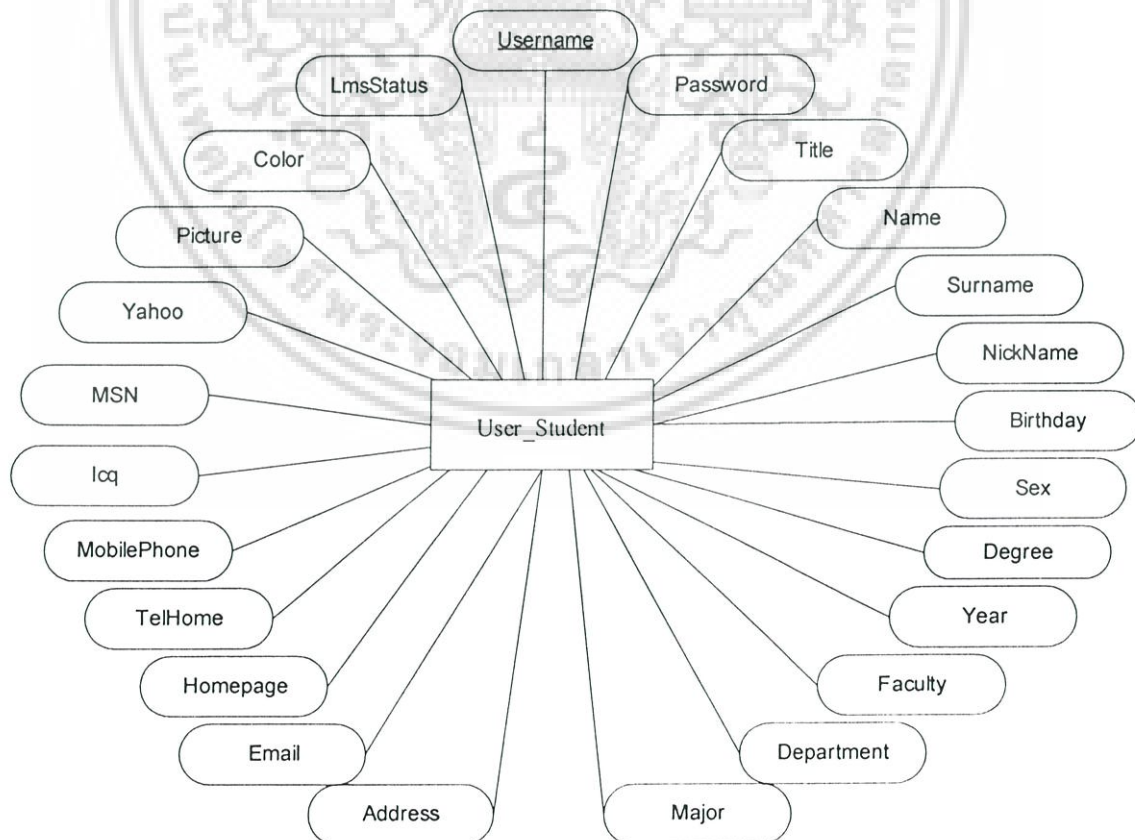 Username
LmsStatus
Password
Color
Title
Picture
Name
Yahoo
Surname
MSN
NickName
User_Student
Birthday
Icq
Sex
MobilePhone
Degree
TelHome
Year
Homepage
Faculty
Email
Department
Address
Major